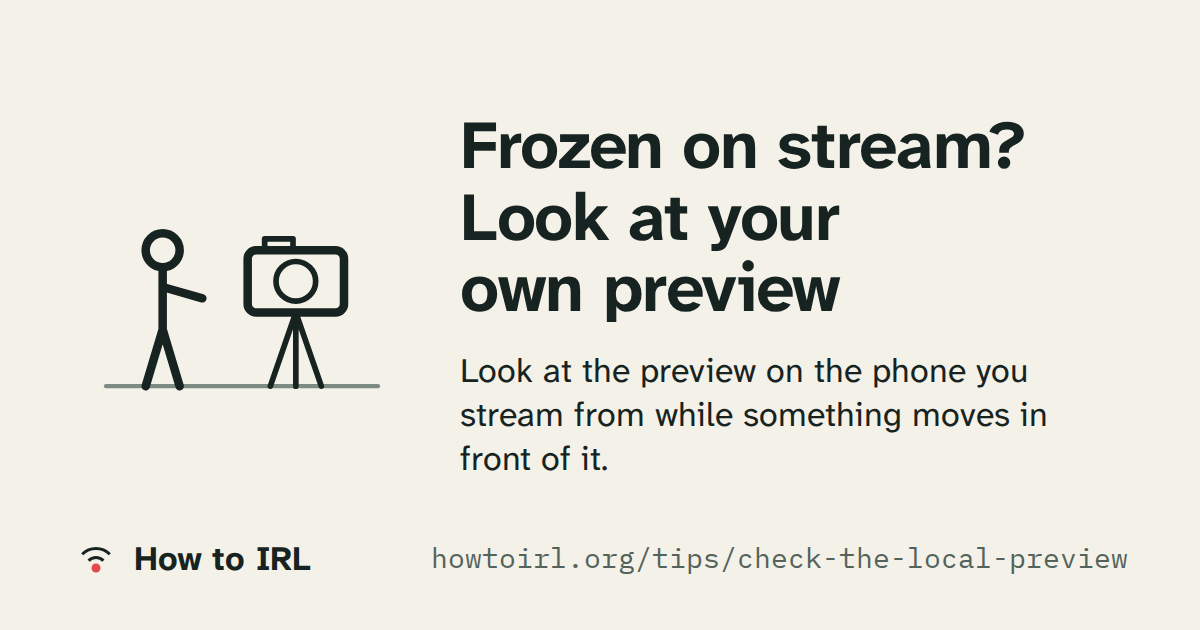 Frozen on stream?
Look at your
own preview
Look at the preview on the phone you
stream from while something moves in
front of it.
How to IRL
howtoirl.org/tips/check-the-local-preview